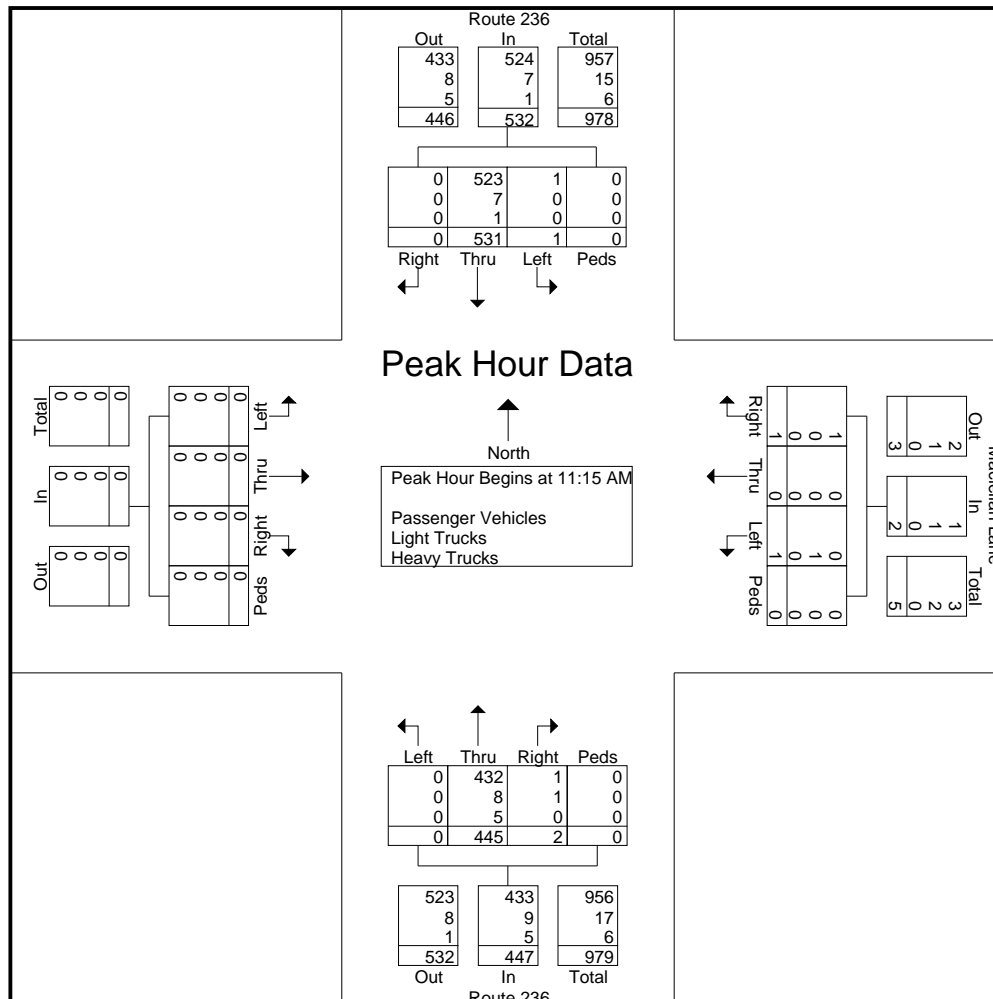 Route 236
Out In Total
433 524 957
8 7 15
5 1 6
446 532 978
0 523 1 0
0 7 0 0
0 1 0 0
0 531 1 0
Right Thru Left Peds
Peak Hour Data
North
Peak Hour Begins at 11:15 AM
Passenger Vehicles
Light Trucks
Heavy Trucks
Total
0 0 0 0
In
0 0 0 0
Out
0 0 0 0
Left
0 0 0 0
Thru
0 0 0 0
Right
0 0 0 0
Peds
0 0 0 0
Right
1 0 0 1
Thru
0 0 0 0
Left
0 1 0 1
Peds
0 0 0 0
Out
2 1 0 3
In
1 1 0 2
Total
3 2 0 5
Lane
Left Thru Right Peds
0 432 1 0
0 8 1 0
0 5 0 0
0 445 2 0
523 433 956
8 9 17
1 5 6
532 447 979
Out In Total
Route 236